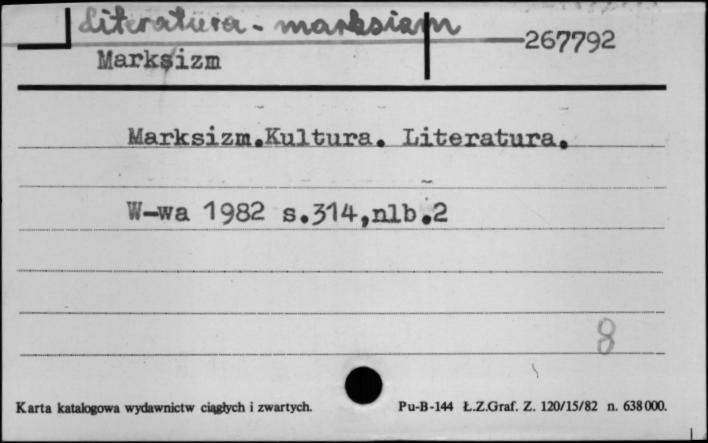 Literatura - marksizm
267792
Marksizm
Marksizm.Kultura. Literatura.
W-wa 1982 s.314,nlb.2
8
Karta katalogowa wydawnictw ciągłych i zwartych. Pu-B-144 Ł.Z.Graf. Z. 120/15/82 n. 638000.